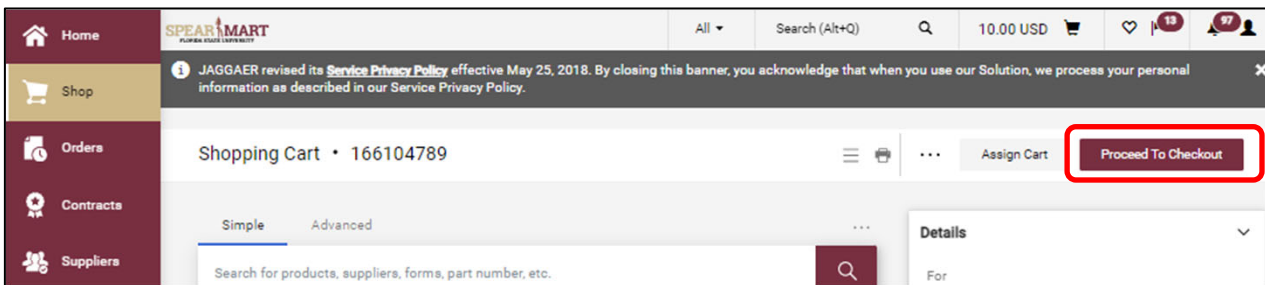 Home
SPEARMART
FLORIDA STATE UNIVERSITY
All
Search (Alt+Q)
10.00 USD
13
97
Shop
JAGGAER revised its Service Privacy Policy effective May 25, 2018. By closing this banner, you acknowledge that when you use our Solution, we process your personal
information as described in our Service Privacy Policy.
Orders
Shopping Cart • 166104789
Assign Cart
Proceed To Checkout
Contracts
Simple
Advanced
Details
Suppliers
Search for products, suppliers, forms, part number, etc.
For